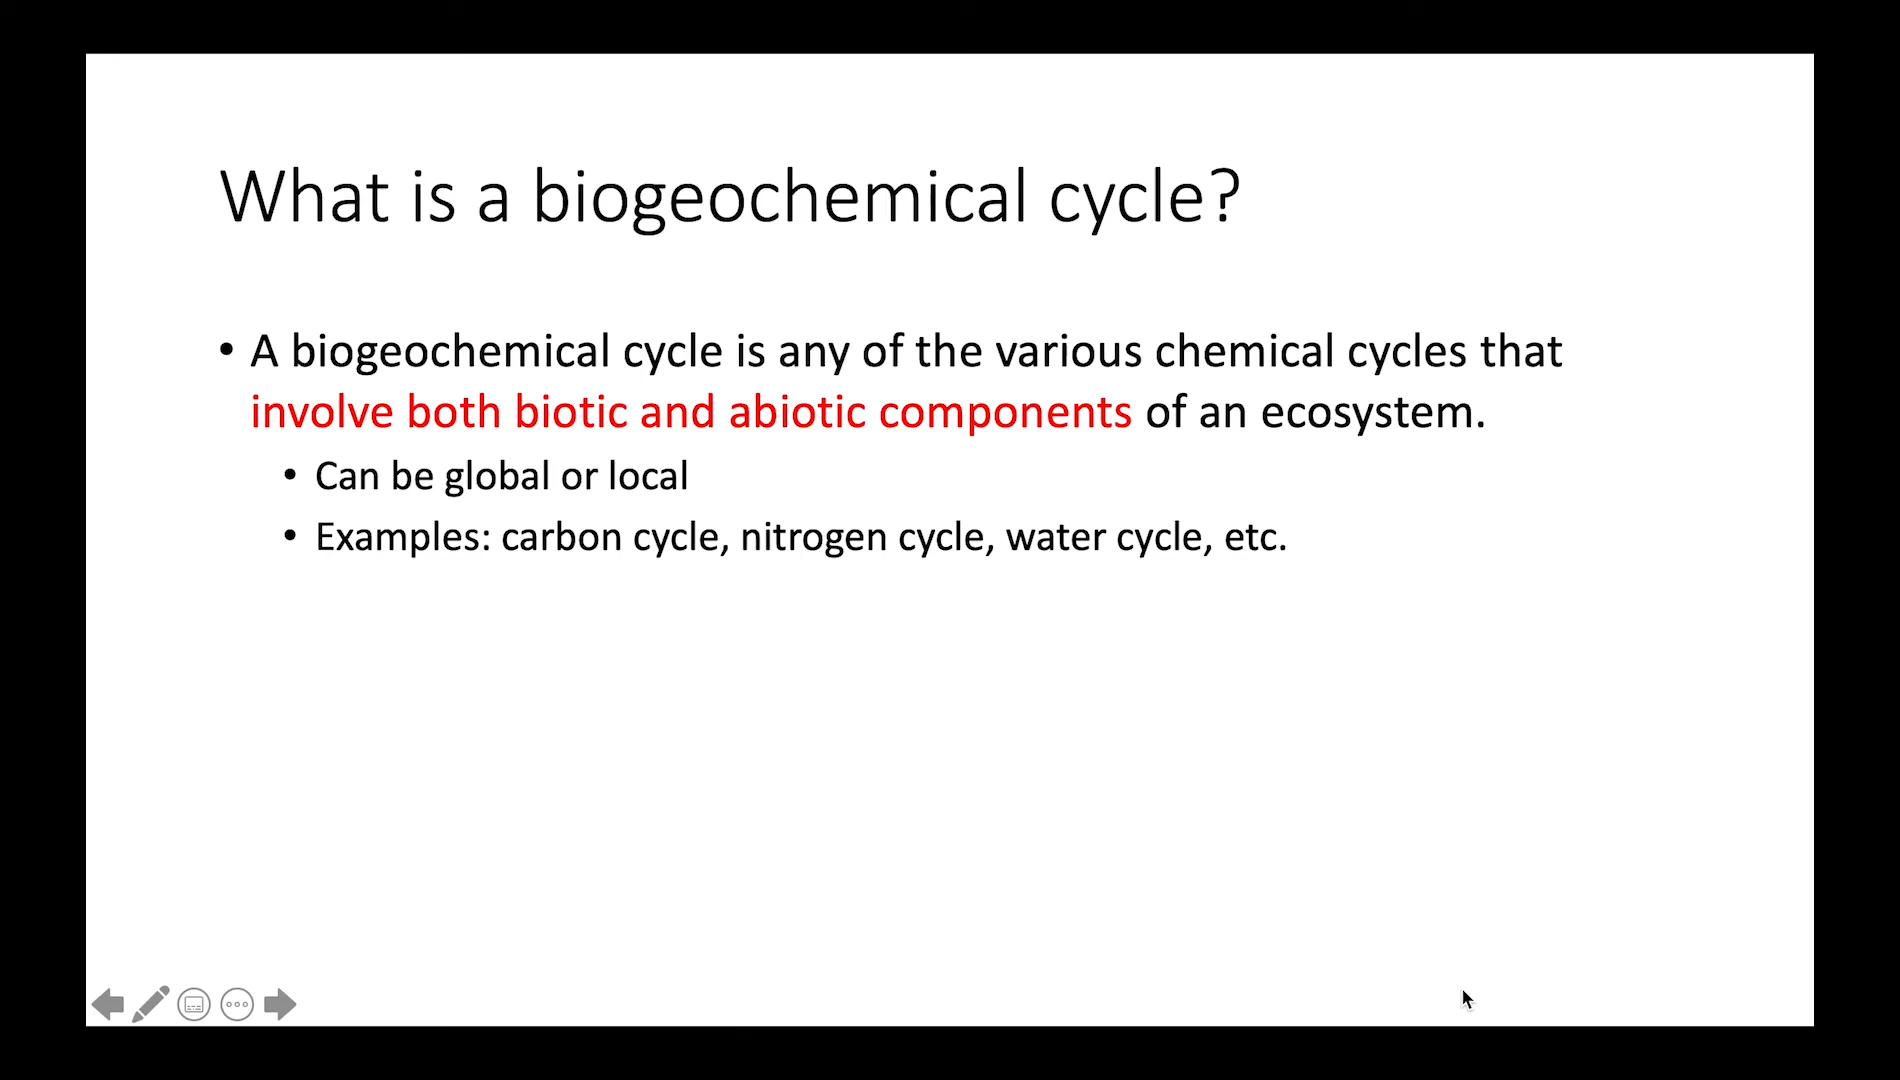 What is a biogeochemical cycle?
• A biogeochemical cycle is any of the various chemical cycles that
involve both biotic and abiotic components of an ecosystem.
• Can be global or local
• Examples: carbon cycle, nitrogen cycle, water cycle, etc.